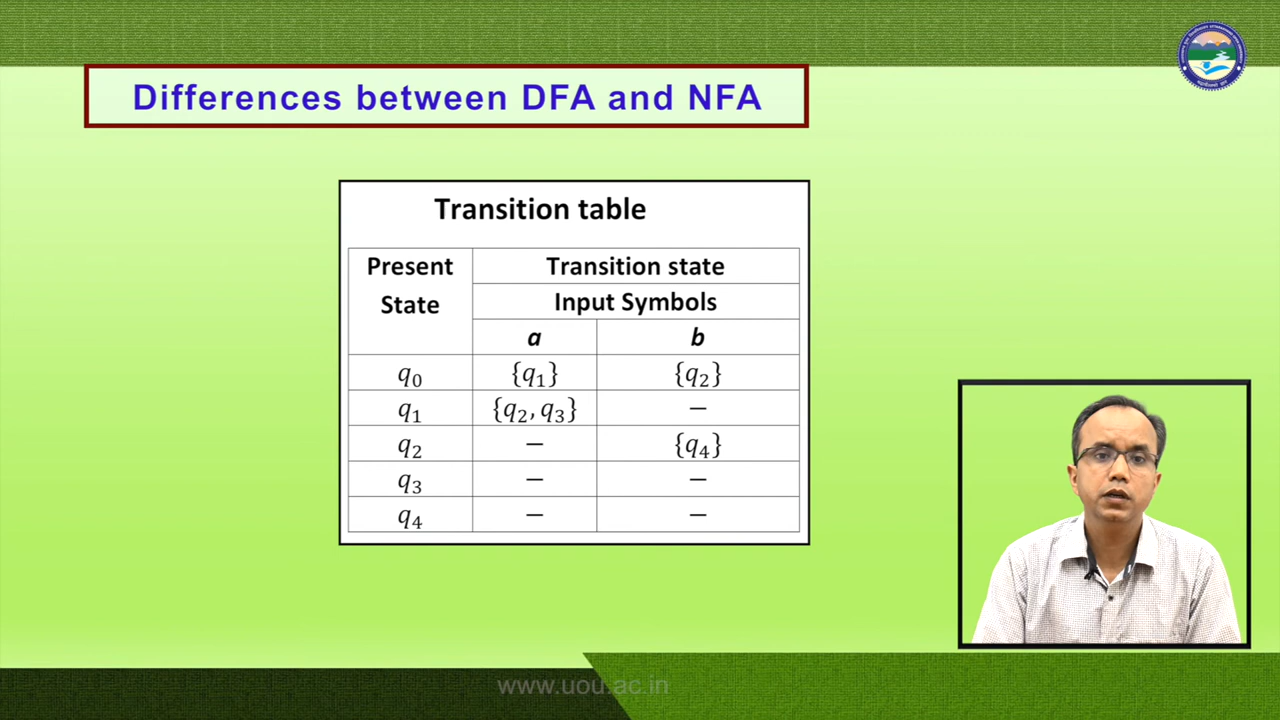 Differences between DFA and NFA
Transition table
Present State Transition state
Input Symbols
a b
q₀ {q₁} {q₂}
q₁ {q₂, q₃} –
q₂ – {q₄}
q₃ – –
q₄ – –
www.uou.ac.in